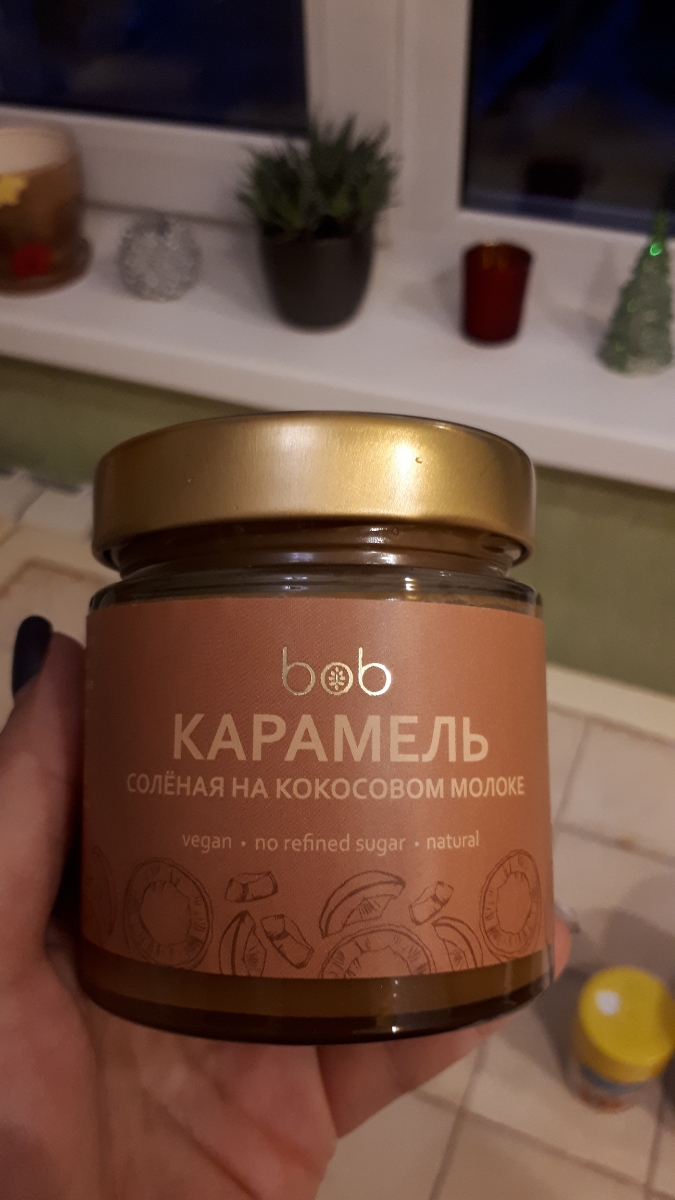 bob
КАРАМЕЛЬ
СОЛЁНАЯ НА КОКОСОВОМ МОЛОКЕ
vegan • no refined sugar • natural